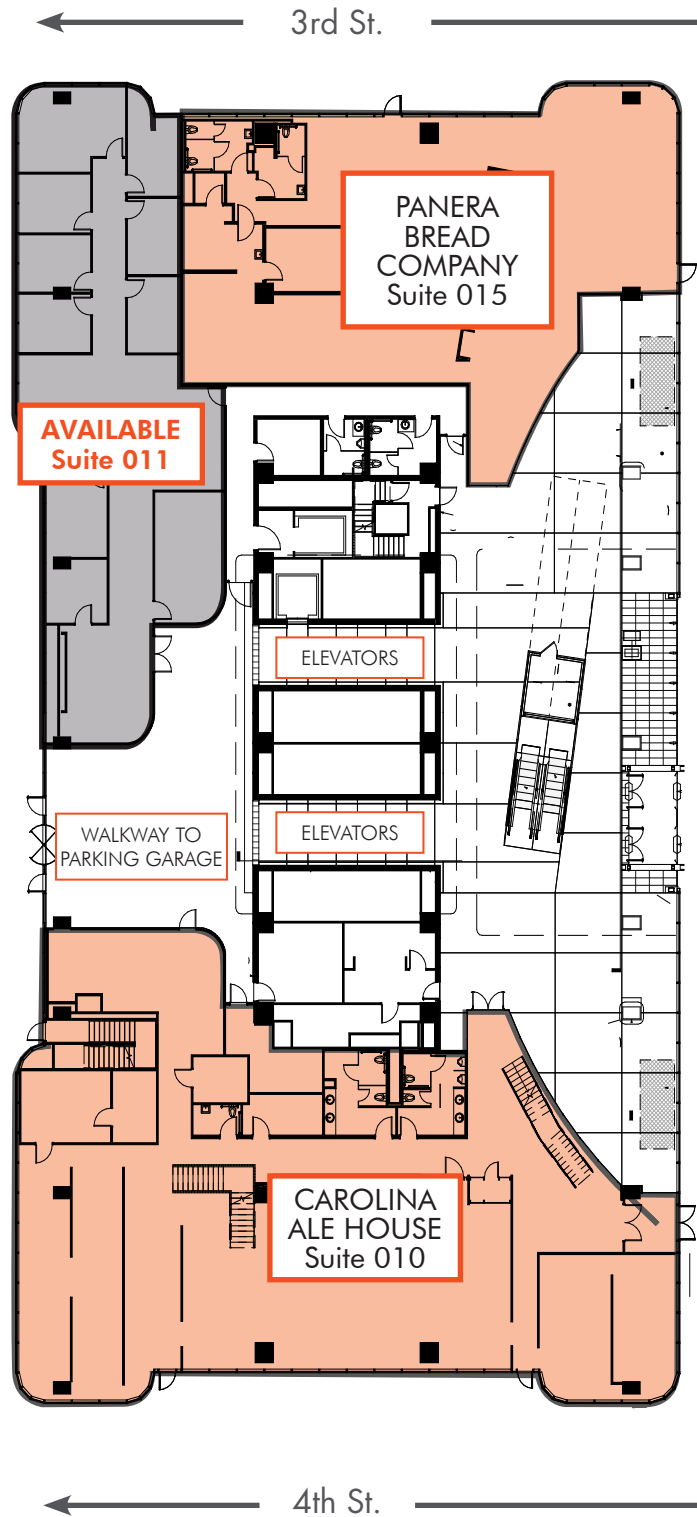 3rd St.
PANERA
BREAD
COMPANY
Suite 015
AVAILABLE
Suite 011
ELEVATORS
ELEVATORS
WALKWAY TO
PARKING GARAGE
CAROLINA
ALE HOUSE
Suite 010
4th St.